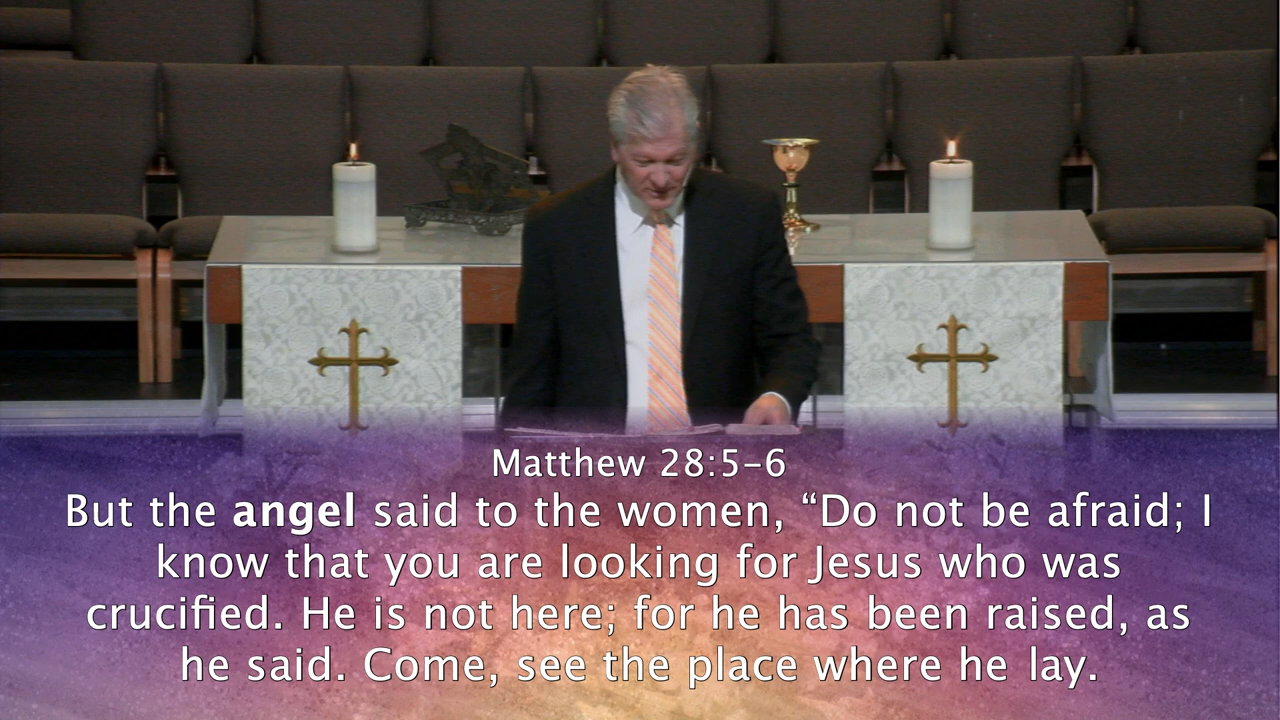 Matthew 28:5–6
But the angel said to the women, “Do not be afraid; I
know that you are looking for Jesus who was
crucified. He is not here; for he has been raised, as
he said. Come, see the place where he lay.